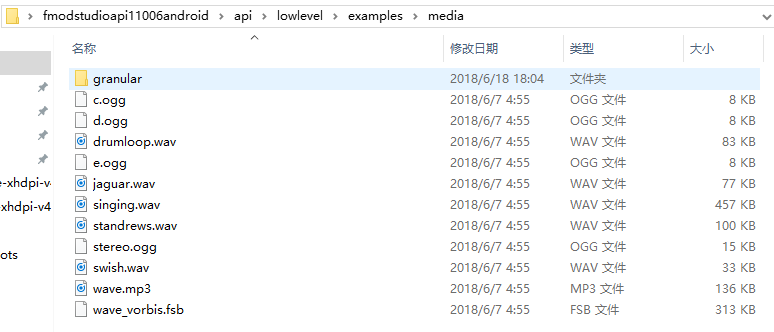 fmodstudioapi11006android > api > lowlevel > examples > media
名称 修改日期 类型 大小
granular 2018/6/18 18:04 文件夹
c.ogg 2018/6/7 4:55 OGG 文件 8 KB
d.ogg 2018/6/7 4:55 OGG 文件 8 KB
drumloop.wav 2018/6/7 4:55 WAV 文件 83 KB
e.ogg 2018/6/7 4:55 OGG 文件 8 KB
e-xhdpi-v4
jaguar.wav 2018/6/7 4:55 WAV 文件 77 KB
-xhdpi-v4
singing.wav 2018/6/7 4:55 WAV 文件 457 KB
standrews.wav 2018/6/7 4:55 WAV 文件 100 KB
ots
stereo.ogg 2018/6/7 4:55 OGG 文件 15 KB
swish.wav 2018/6/7 4:55 WAV 文件 33 KB
wave.mp3 2018/6/7 4:55 MP3 文件 136 KB
wave_vorbis.fsb 2018/6/7 4:55 FSB 文件 313 KB